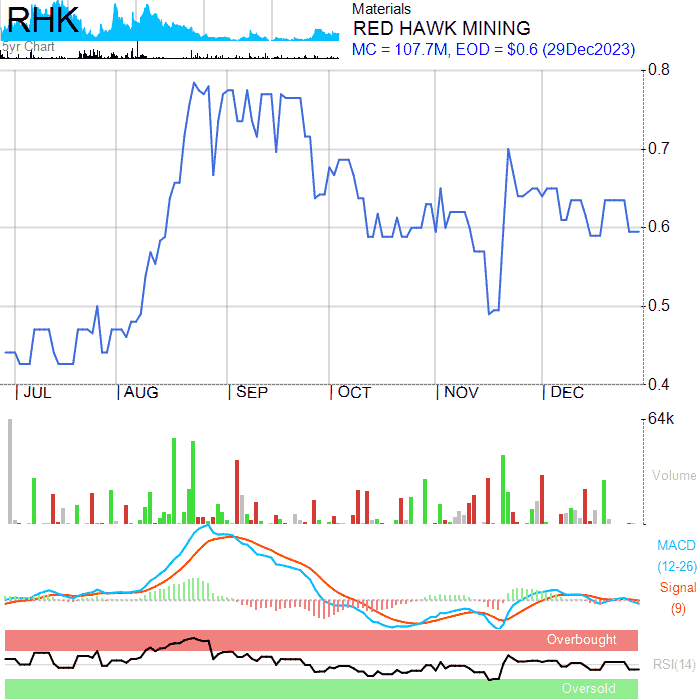 RHK
5yr Chart
Materials
RED HAWK MINING
MC = 107.7M, EOD = $0.6 (29Dec2023)
0.8
0.7
0.6
0.5
0.4
JUL AUG SEP OCT NOV DEC
64k
Volume
MACD
(12-26)
Signal
(9)
Overbought
RSI(14)
Oversold